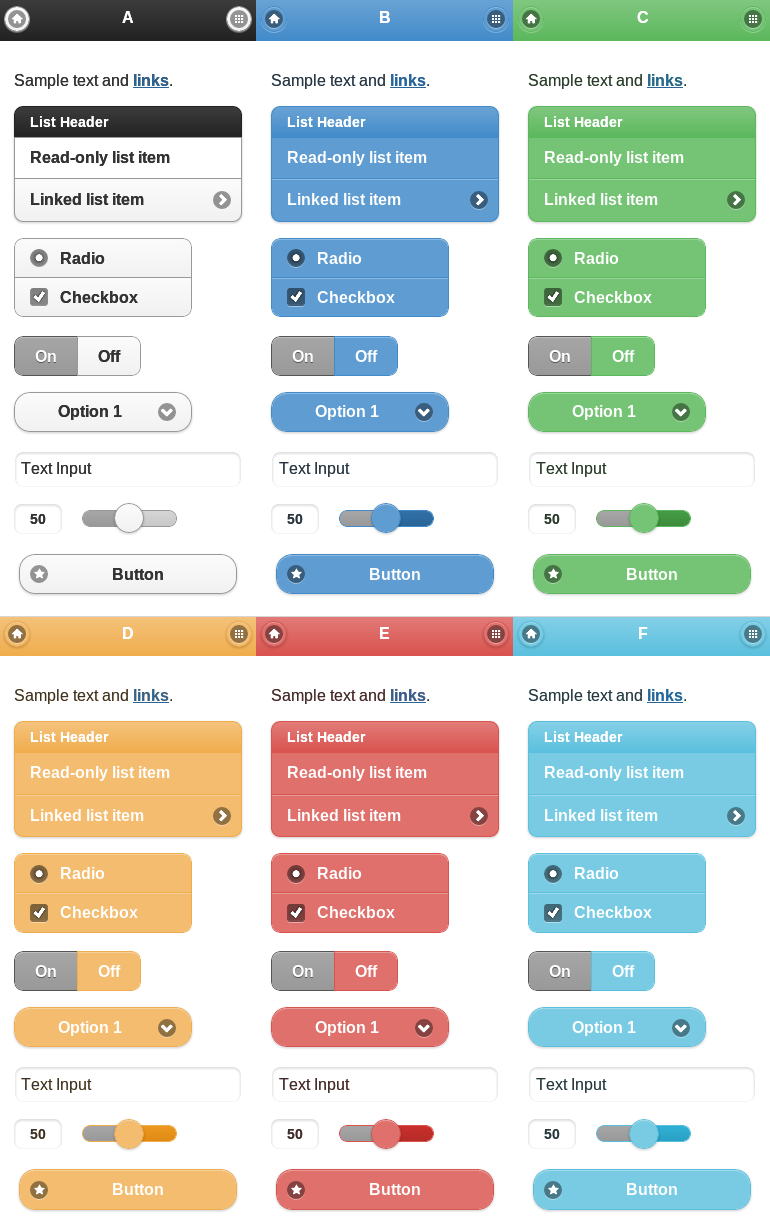 A
Sample text and links.
List Header
Read-only list item
Linked list item
Radio
Checkbox
On Off
Option 1
Text Input
50
Button
B
Sample text and links.
List Header
Read-only list item
Linked list item
Radio
Checkbox
On Off
Option 1
Text Input
50
Button
C
Sample text and links.
List Header
Read-only list item
Linked list item
Radio
Checkbox
On Off
Option 1
Text Input
50
Button
D
Sample text and links.
List Header
Read-only list item
Linked list item
Radio
Checkbox
On Off
Option 1
Text Input
50
Button
E
Sample text and links.
List Header
Read-only list item
Linked list item
Radio
Checkbox
On Off
Option 1
Text Input
50
Button
F
Sample text and links.
List Header
Read-only list item
Linked list item
Radio
Checkbox
On Off
Option 1
Text Input
50
Button